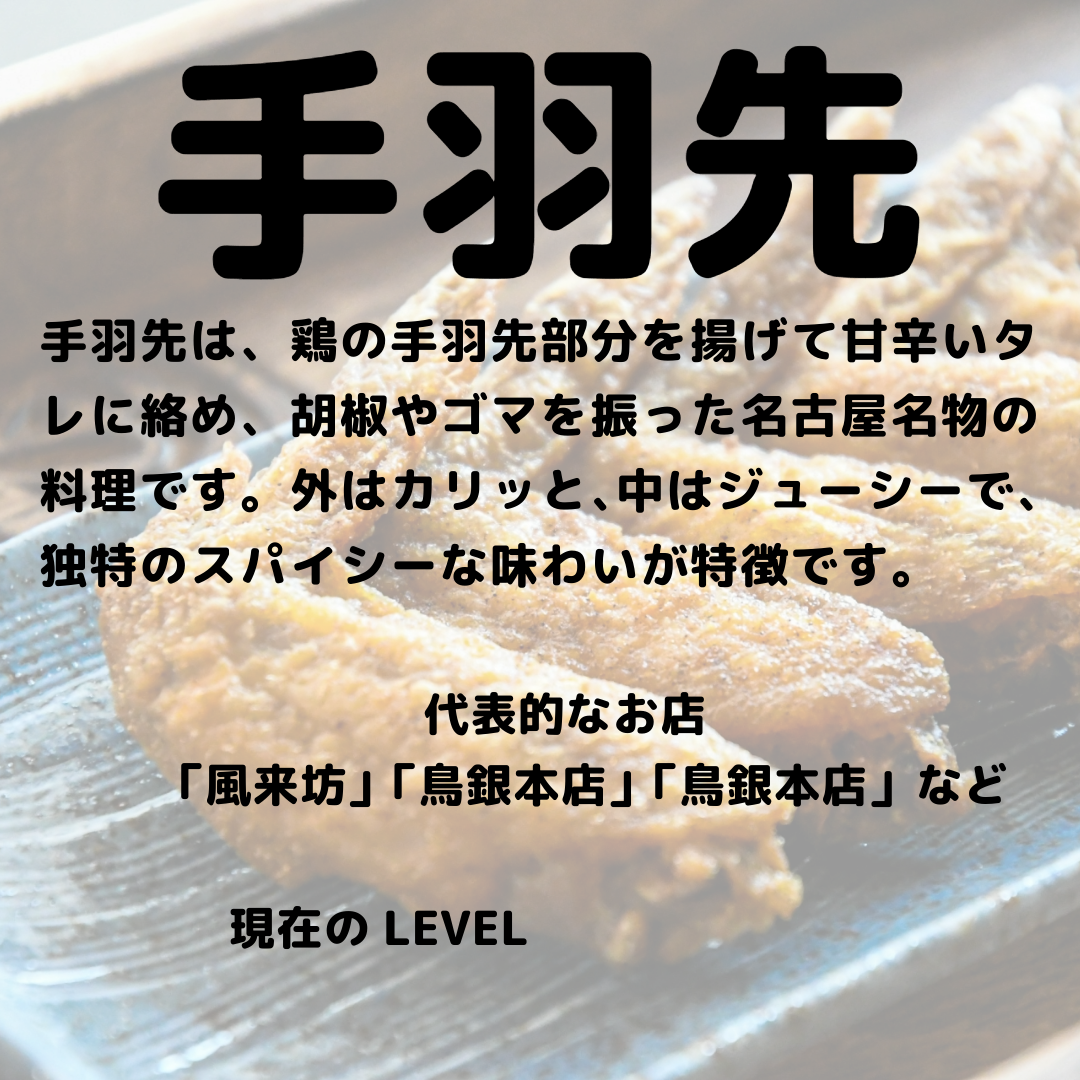 手羽先
手羽先は、鶏の手羽先部分を揚げて甘辛いタ
レに絡め、胡椒やゴマを振った名古屋名物の
料理です。外はカリッと、中はジューシーで、
独特のスパイシーな味わいが特徴です。
代表的なお店
「風来坊」「鳥銀本店」「鳥銀本店」など
現在の LEVEL